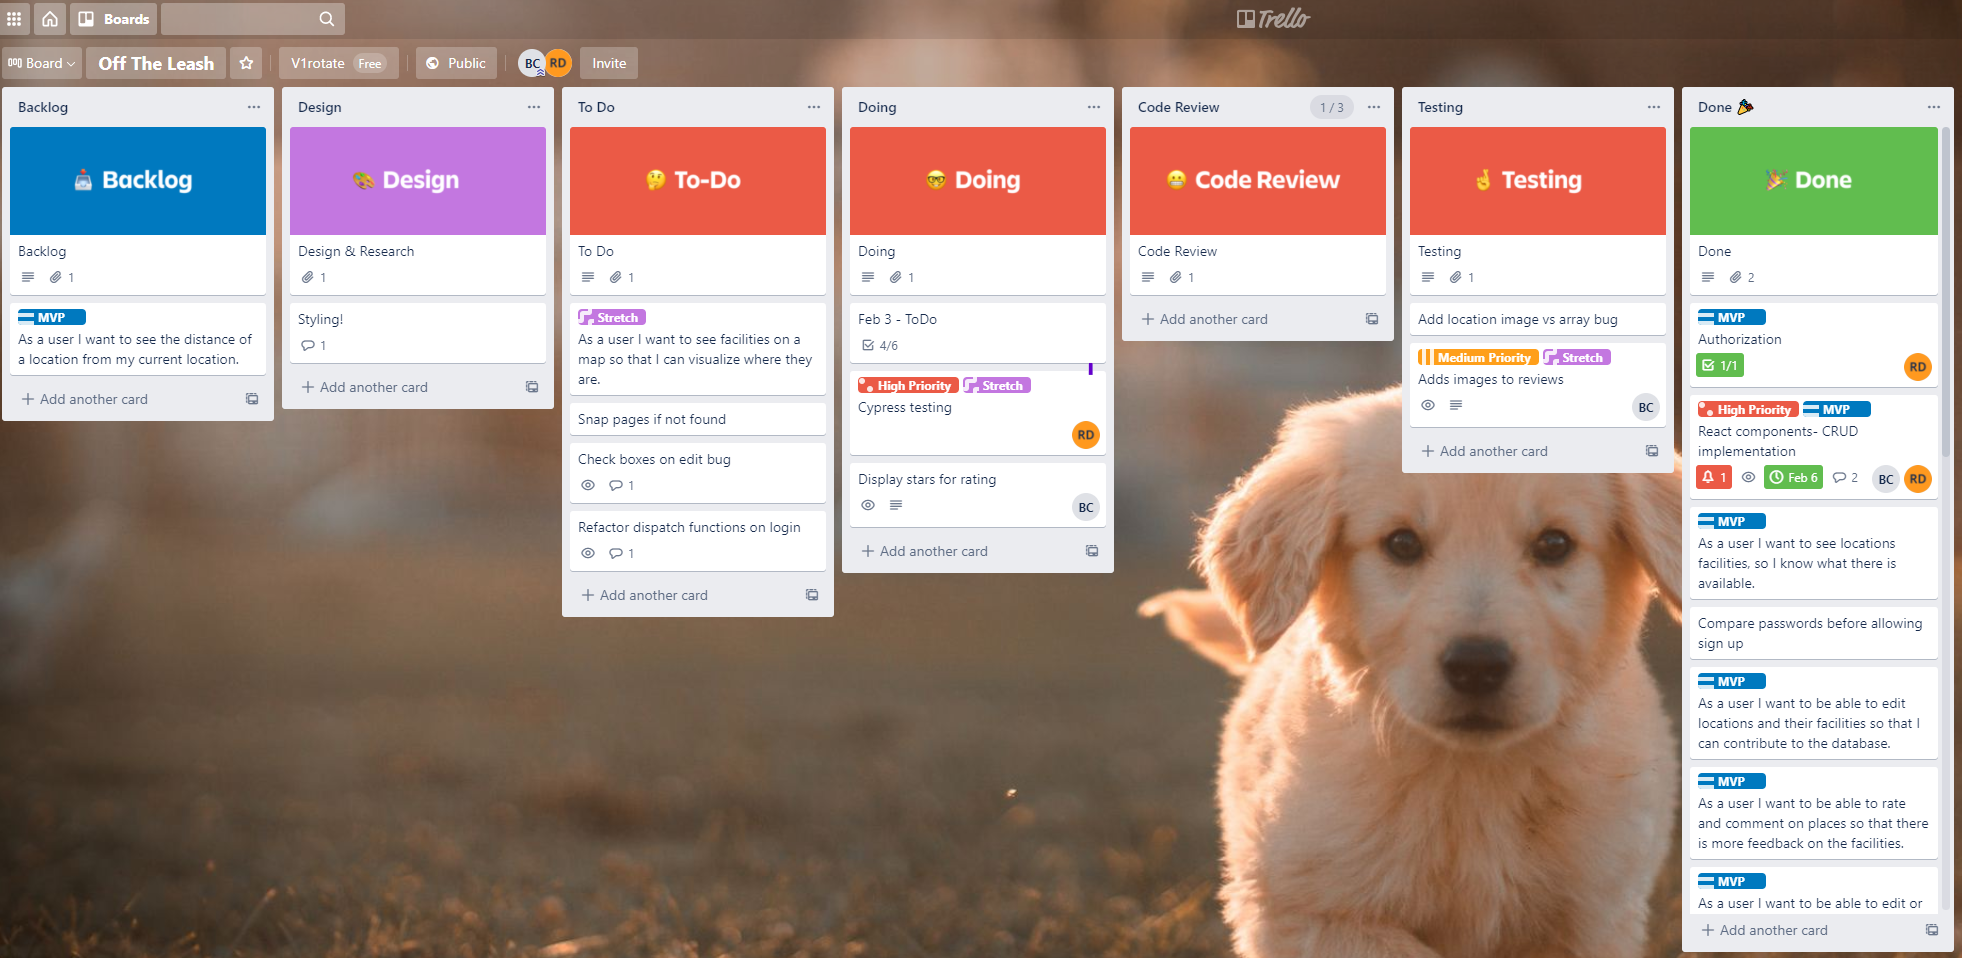 Boards
Trello
Board
Off The Leash
V1rotate Free
Public
BC
RD
Invite
Backlog
Backlog
Backlog
1
MVP
As a user I want to see the distance of
a location from my current location.
+ Add another card
Design
Design
Design & Research
1
Styling!
1
+ Add another card
To Do
To-Do
To Do
1
Stretch
As a user I want to see facilities on a
map so that I can visualize where they
are.
Snap pages if not found
Check boxes on edit bug
1
Refactor dispatch functions on login
1
+ Add another card
Doing
Doing
Doing
1
Feb 3 - ToDo
4/6
High Priority Stretch
Cypress testing
RD
Display stars for rating
BC
+ Add another card
Code Review 1 / 3
Code Review
Code Review
1
+ Add another card
Testing
Testing
Testing
1
Add location image vs array bug
Medium Priority Stretch
Adds images to reviews
BC
+ Add another card
Done 🎉
Done
Done
2
MVP
Authorization
1/1
RD
High Priority MVP
React components- CRUD
implementation
1 Feb 6 2 BC RD
MVP
As a user I want to see locations
facilities, so I know what there is
available.
Compare passwords before allowing
sign up
MVP
As a user I want to be able to edit
locations and their facilities so that I
can contribute to the database.
MVP
As a user I want to be able to rate
and comment on places so that there
is more feedback on the facilities.
MVP
As a user I want to be able to edit or
+ Add another card